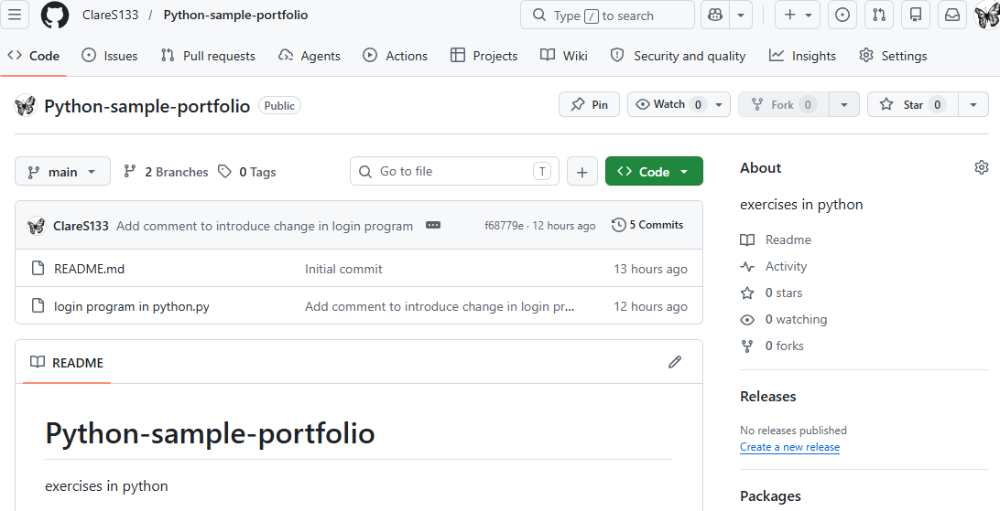 ClareS133 / Python-sample-portfolio
Type / to search
Code Issues Pull requests Agents Actions Projects Wiki Security and quality Insights Settings
Python-sample-portfolio Public
Pin Watch 0 Fork 0 Star 0
main 2 Branches 0 Tags Go to file T + Code
ClareS133 Add comment to introduce change in login program f68779e · 12 hours ago 5 Commits
README.md Initial commit 13 hours ago
login program in python.py Add comment to introduce change in login pr... 12 hours ago
README
Python-sample-portfolio
exercises in python
About
exercises in python
Readme
Activity
0 stars
0 watching
0 forks
Releases
No releases published
Create a new release
Packages